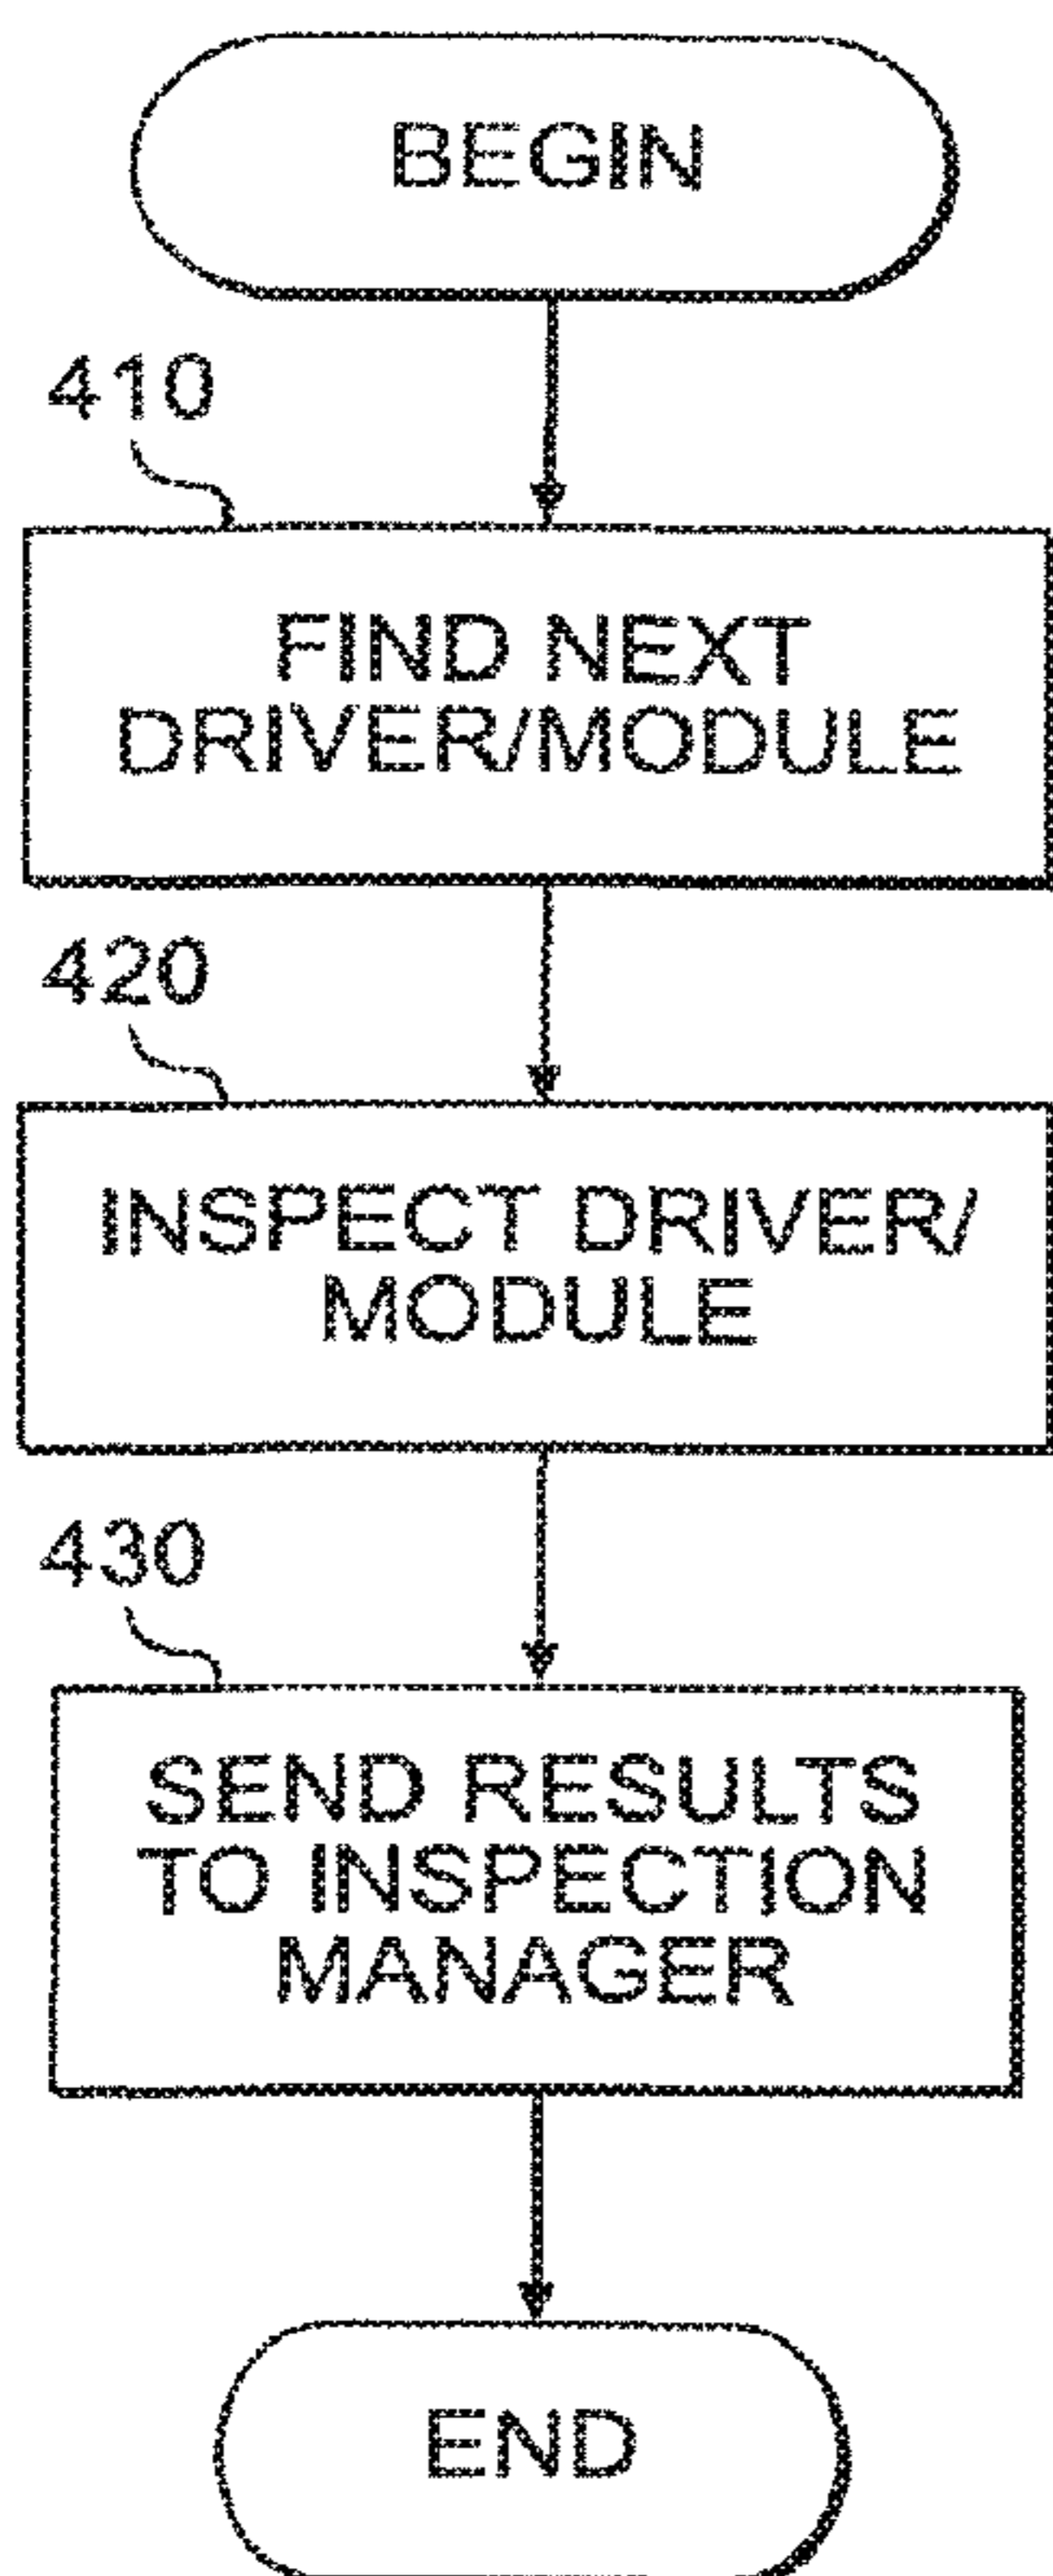 BEGIN
410
FIND NEXT
DRIVER/MODULE
420
INSPECT DRIVER/
MODULE
430
SEND RESULTS
TO INSPECTION
MANAGER
END